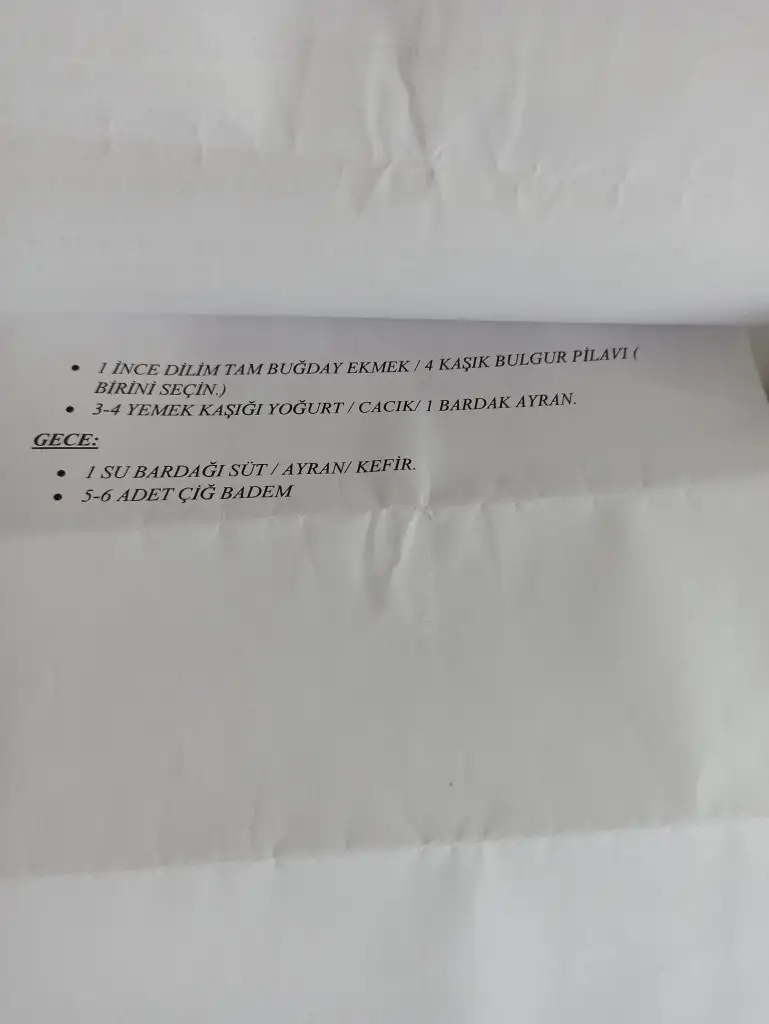 • 1 İNCE DİLİM TAM BUĞDAY EKMEK / 4 KAŞIK BULGUR PİLAVI (
BİRİNİ SEÇİN.)
• 3-4 YEMEK KAŞIĞI YOĞURT / CACIK/ 1 BARDAK AYRAN.
GECE:
• 1 SU BARDAĞI SÜT / AYRAN/ KEFİR.
• 5-6 ADET ÇİĞ BADEM